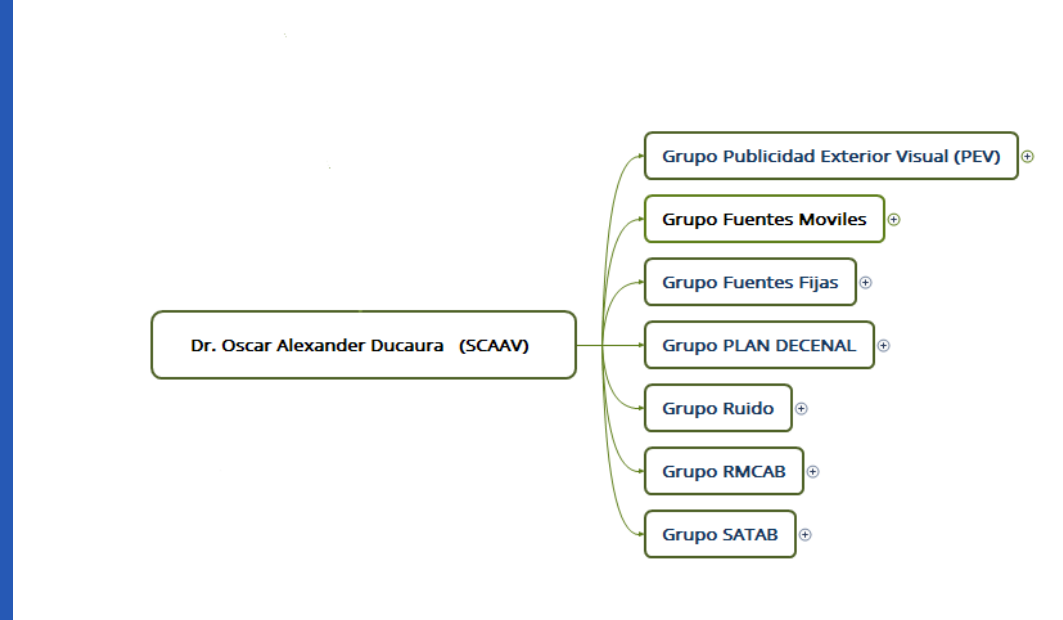 Grupo Publicidad Exterior Visual (PEV)
Grupo Fuentes Moviles
Grupo Fuentes Fijas
Dr. Oscar Alexander Ducaura (SCAAV)
Grupo PLAN DECENAL
Grupo Ruido
Grupo RMCAB
Grupo SATAB